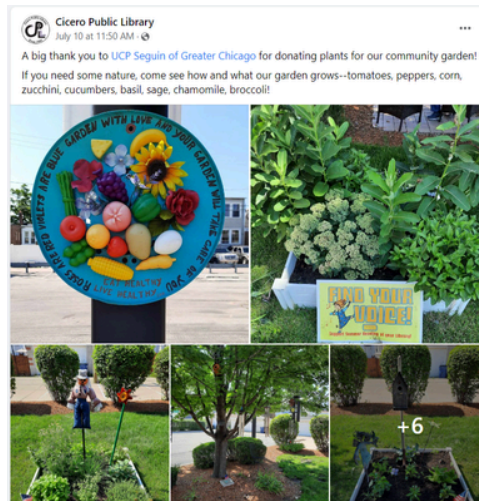 Cicero Public Library
July 10 at 11:50 AM ·
A big thank you to UCP Seguin of Greater Chicago for donating plants for our community garden!
If you need some nature, come see how and what our garden grows--tomatoes, peppers, corn,
zucchini, cucumbers, basil, sage, chamomile, broccoli!
ROSES ARE RED VIOLETS ARE BLUE GARDEN WITH LOVE AND YOUR GARDEN WILL TAKE CARE OF YOU
EAT HEALTHY
LIVE HEALTHY
FIND YOUR
VOICE!
+6